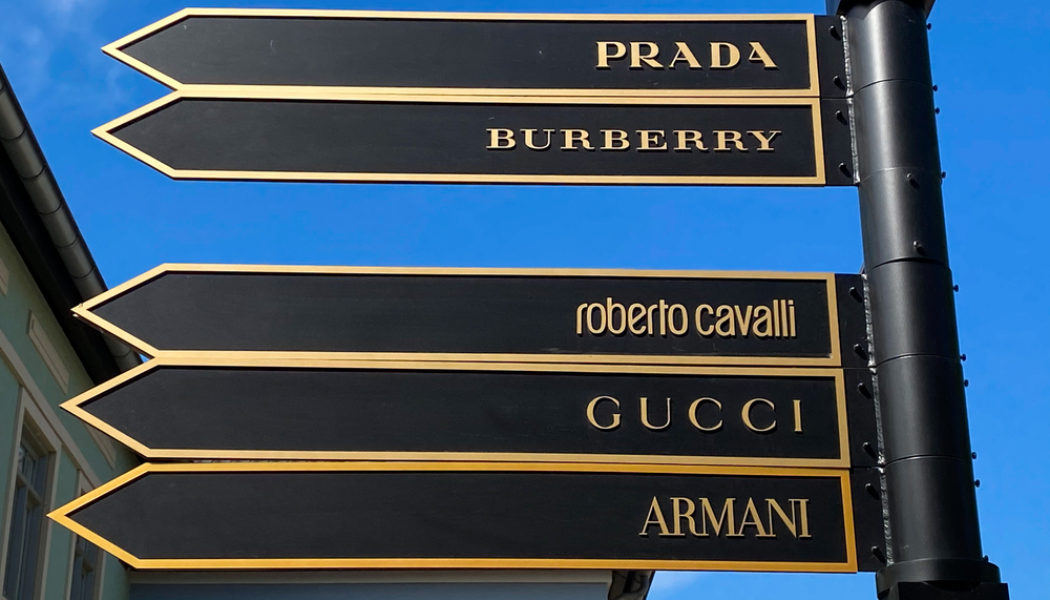 PRADA
BURBERRY
roberto cavalli
GUCCI
ARMANI